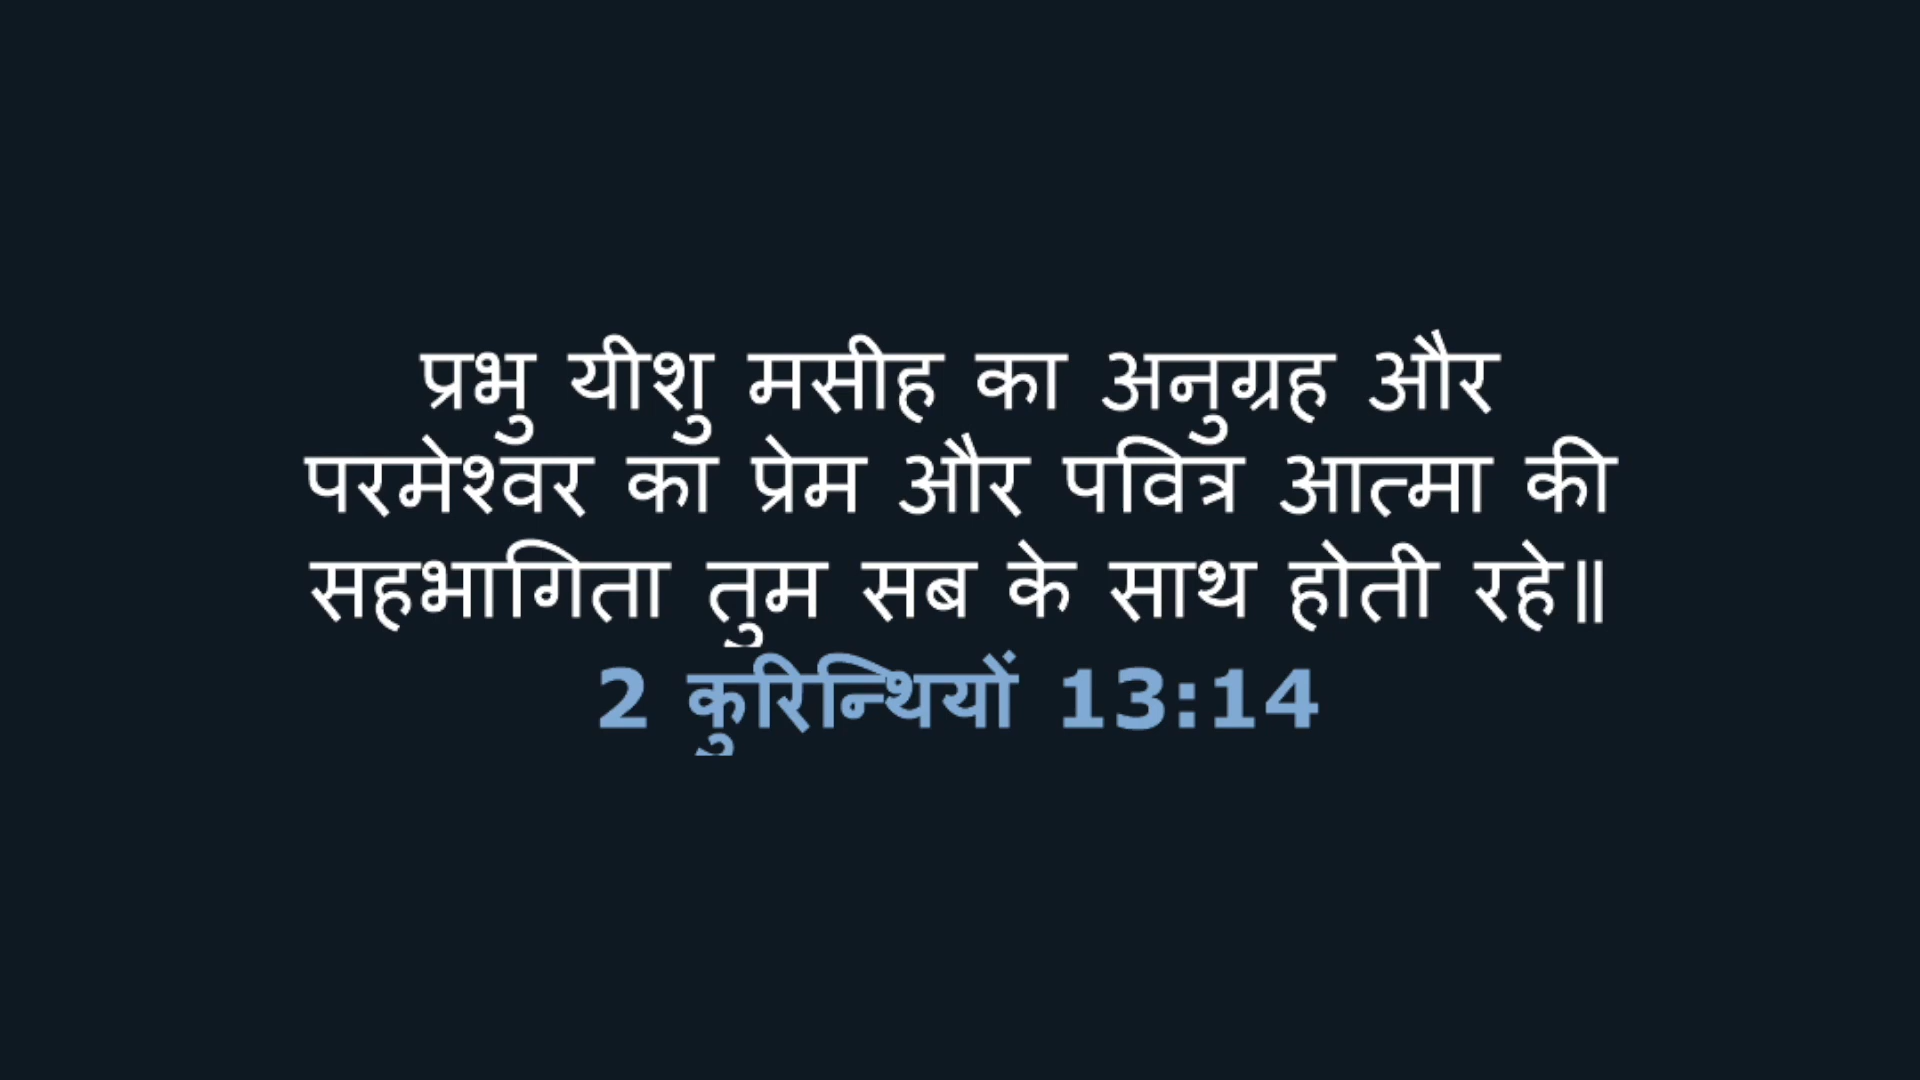 प्रभु यीशु मसीह का अनुग्रह और
परमेश्वर का प्रेम और पवित्र आत्मा की
सहभागिता तुम सब के साथ होती रहे॥
2 कुरिन्थियों 13:14